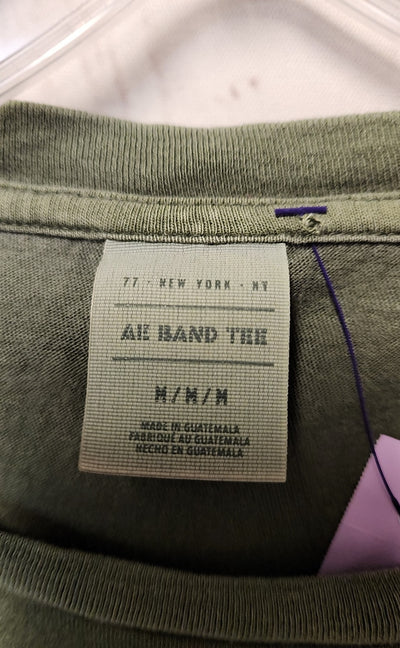 77 · NEW YORK · NY
AE BAND TEE
M/M/M
MADE IN GUATEMALA
FABRIQUÉ AU GUATEMALA
HECHO EN GUATEMALA